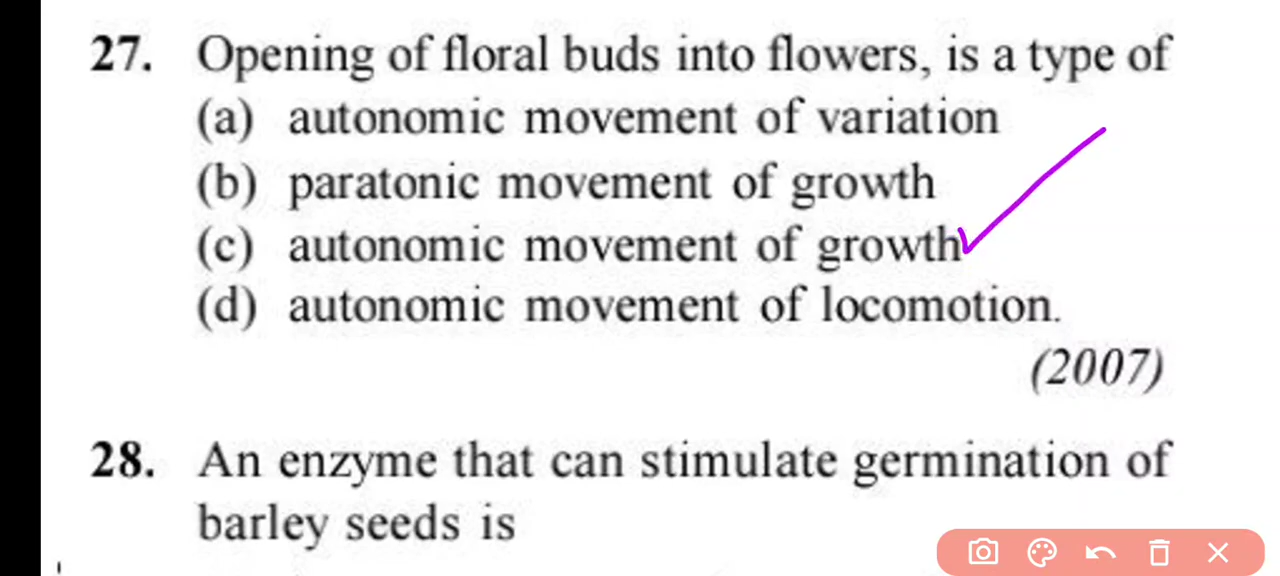 27. Opening of floral buds into flowers, is a type of
(a) autonomic movement of variation
(b) paratonic movement of growth
(c) autonomic movement of growth
(d) autonomic movement of locomotion.
(2007)
28. An enzyme that can stimulate germination of
barley seeds is